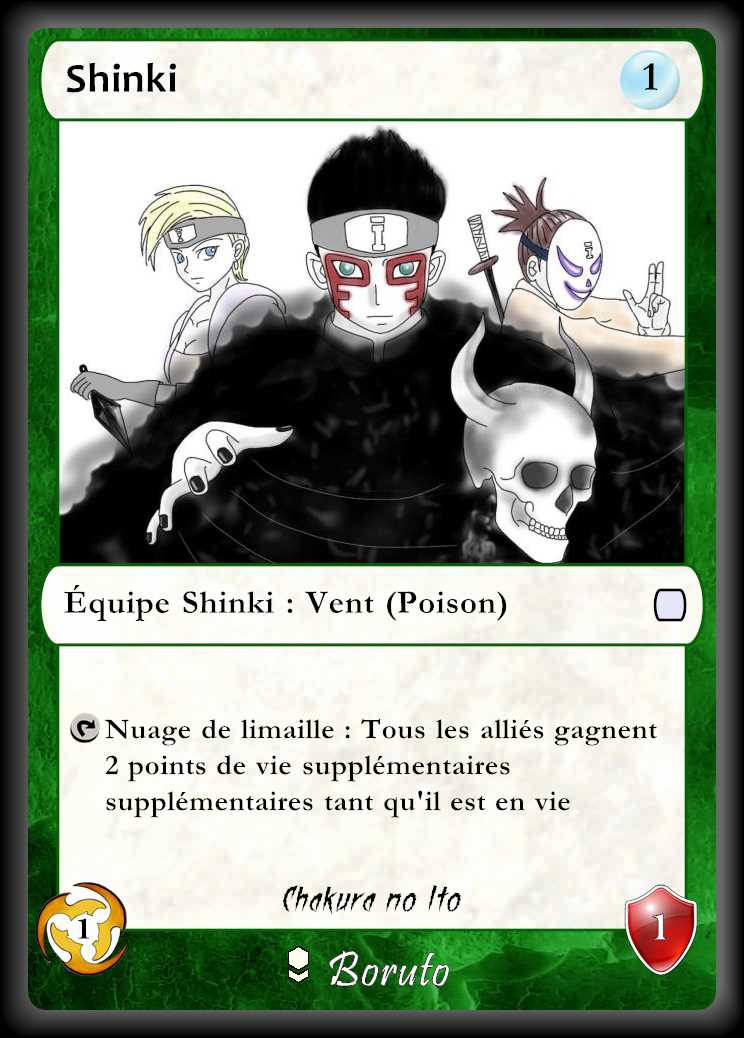 Shinki
1
Équipe Shinki : Vent (Poison)
Nuage de limaille : Tous les alliés gagnent
2 points de vie supplémentaires
supplémentaires tant qu'il est en vie
Chakura no Ito
1
1
Boruto